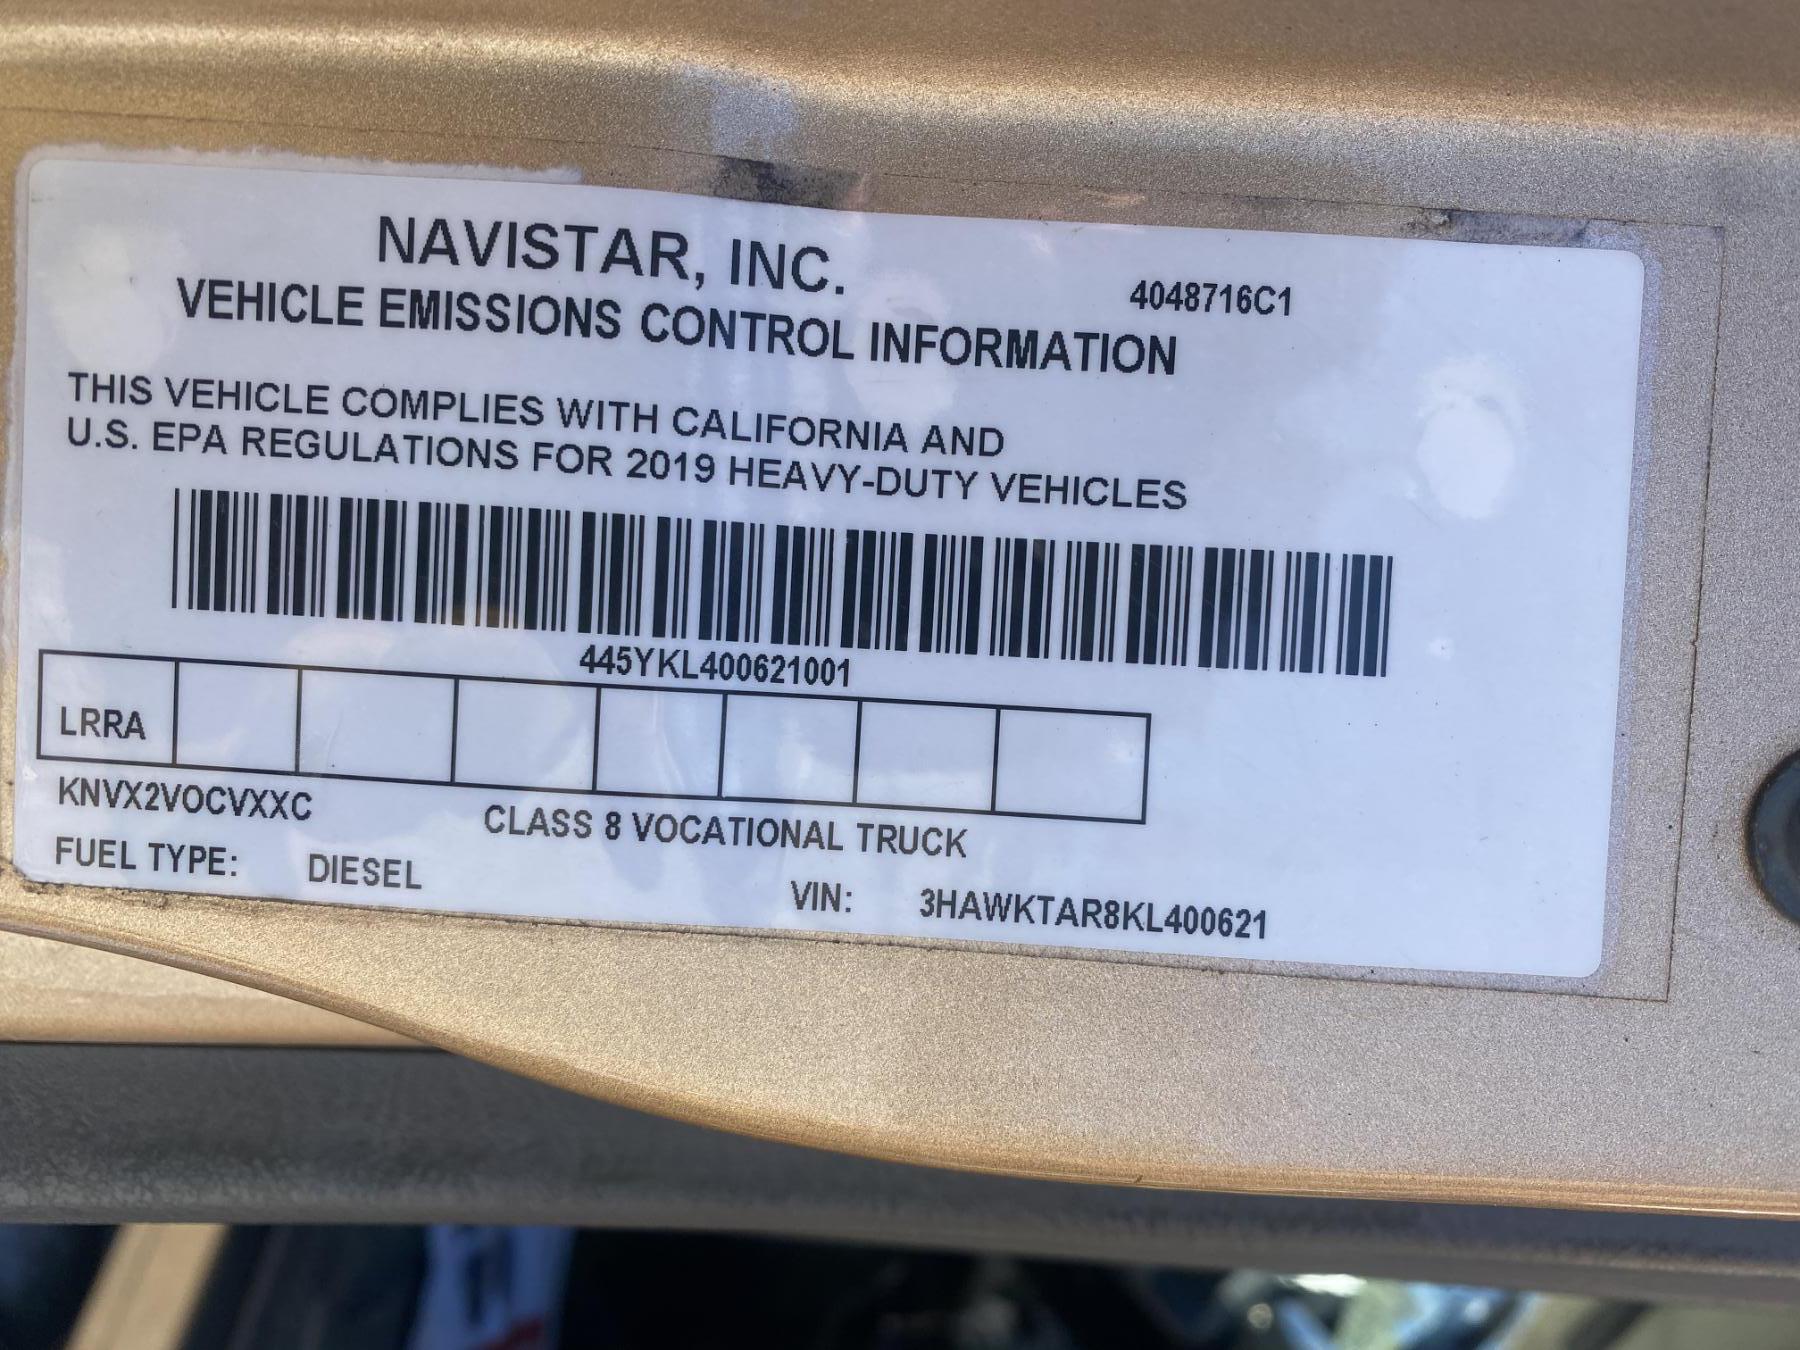 NAVISTAR, INC.
4048716C1
VEHICLE EMISSIONS CONTROL INFORMATION
THIS VEHICLE COMPLIES WITH CALIFORNIA AND
U.S. EPA REGULATIONS FOR 2019 HEAVY-DUTY VEHICLES
445YKL400621001
LRRA
KNVX2VOCVXXC
CLASS 8 VOCATIONAL TRUCK
FUEL TYPE: DIESEL
VIN: 3HAWKTAR8KL400621